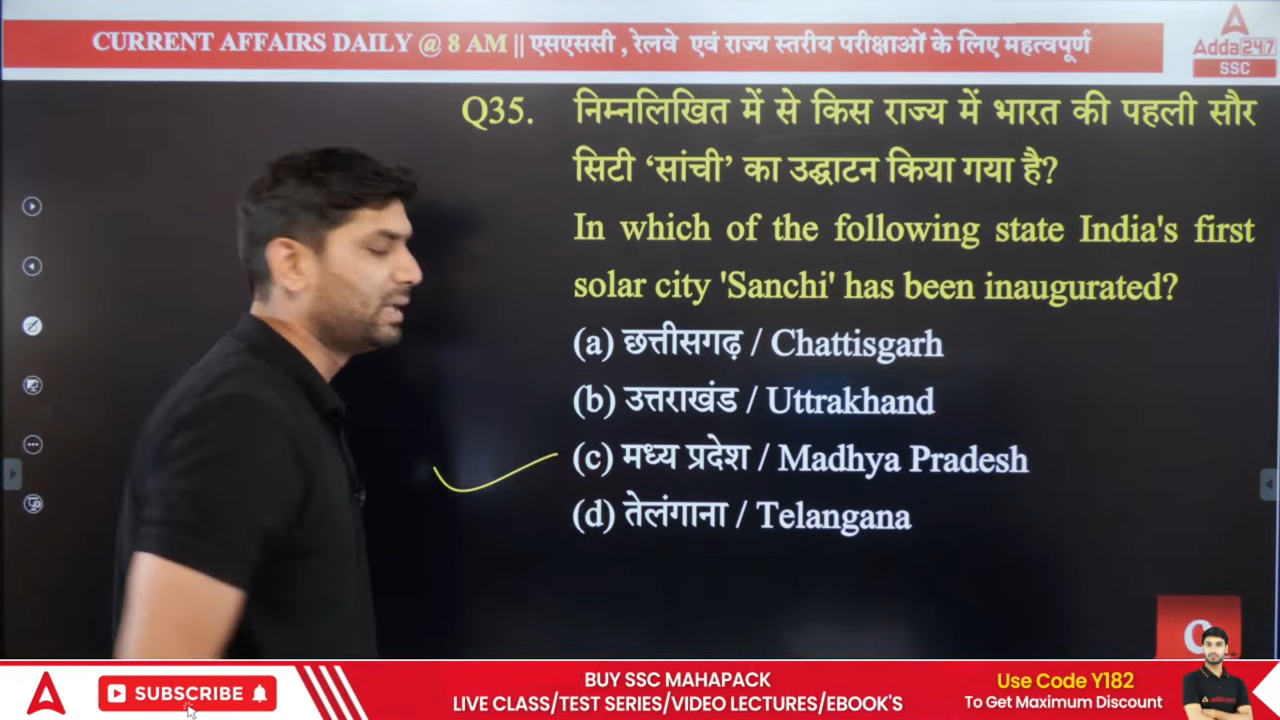 CURRENT AFFAIRS DAILY @ 8 AM || एसएससी , रेलवे एवं राज्य स्तरीय परीक्षाओं के लिए महत्वपूर्ण
Adda247
SSC
Q35. निम्नलिखित में से किस राज्य में भारत की पहली सौर
सिटी ‘सांची’ का उद्घाटन किया गया है?
In which of the following state India's first
solar city 'Sanchi' has been inaugurated?
(a) छत्तीसगढ़ / Chattisgarh
(b) उत्तराखंड / Uttrakhand
(c) मध्य प्रदेश / Madhya Pradesh
(d) तेलंगाना / Telangana
SUBSCRIBE
BUY SSC MAHAPACK
LIVE CLASS/TEST SERIES/VIDEO LECTURES/EBOOK'S
Use Code Y182
To Get Maximum Discount